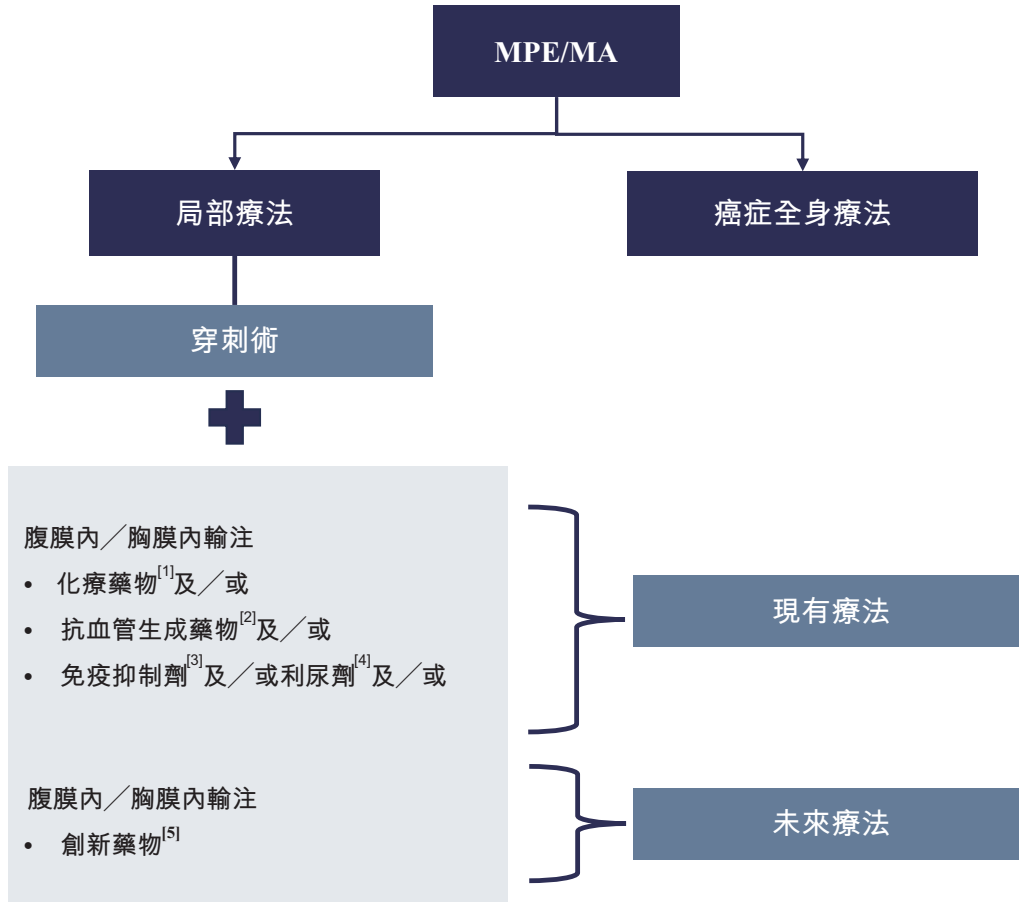 MPE/MA
局部療法
癌症全身療法
穿刺術
腹膜內／胸膜內輸注
• 化療藥物[1]及／或
• 抗血管生成藥物[2]及／或
• 免疫抑制劑[3]及／或利尿劑[4]及／或
現有療法
腹膜內／胸膜內輸注
• 創新藥物[5]
未來療法